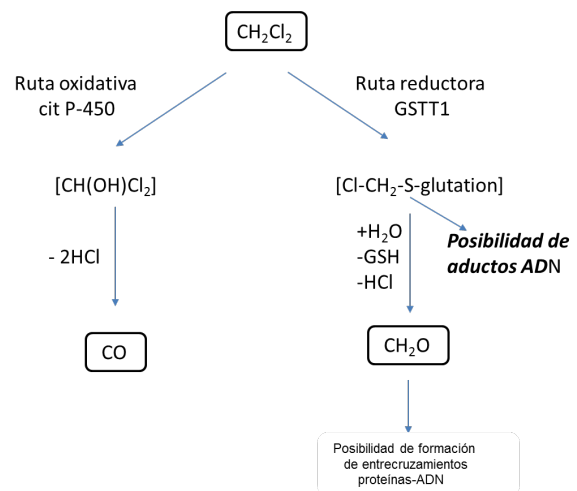 CH₂Cl₂
Ruta oxidativa
cit P-450
Ruta reductora
GSTT1
[CH(OH)Cl₂]
[Cl-CH₂-S-glutation]
- 2HCl
+H₂O
-GSH
-HCl
Posibilidad de
aductos ADN
CO
CH₂O
Posibilidad de formación
de entrecruzamientos
proteínas-ADN